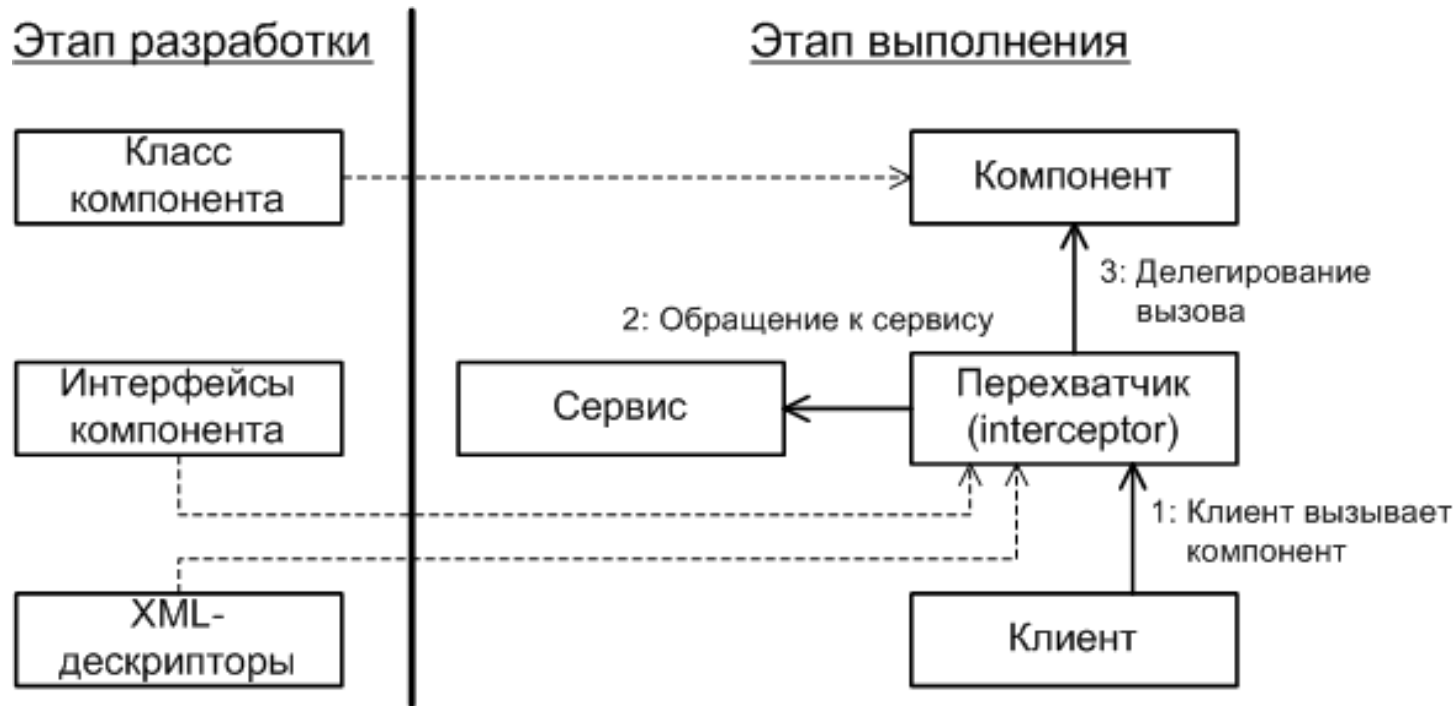 Этап разработки
Этап выполнения
Класс
компонента
Компонент
3: Делегирование
вызова
2: Обращение к сервису
Интерфейсы
компонента
Сервис
Перехватчик
(interceptor)
1: Клиент вызывает
компонент
XML-
дескрипторы
Клиент